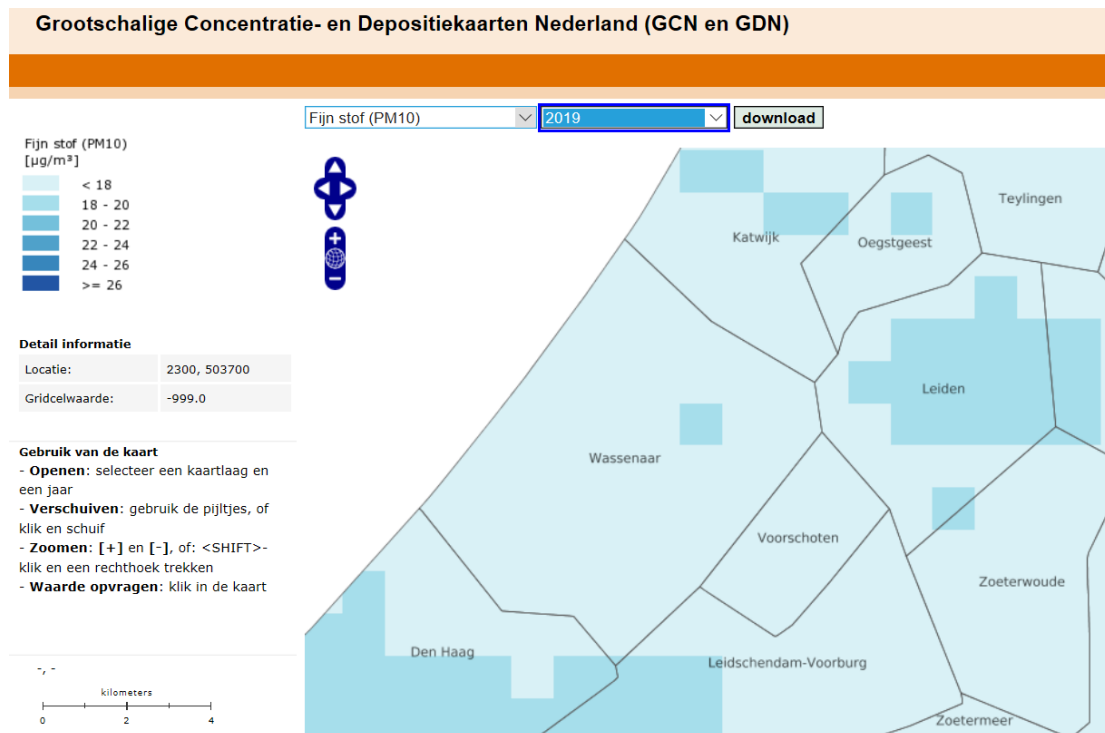 Grootschalige Concentratie- en Depositiekaarten Nederland (GCN en GDN)
Fijn stof (PM10)
2019
download
Fijn stof (PM10)
[µg/m³]
< 18
18 - 20
20 - 22
22 - 24
24 - 26
>= 26
Detail informatie
Locatie: 2300, 503700
Gridcelwaarde: -999.0
Gebruik van de kaart
- Openen: selecteer een kaartlaag en
een jaar
- Verschuiven: gebruik de pijltjes, of
klik en schuif
- Zoomen: [+] en [-], of: <SHIFT>-
klik en een rechthoek trekken
- Waarde opvragen: klik in de kaart
-, -
kilometers
0 2 4
Teylingen
Katwijk
Oegstgeest
Leiden
Wassenaar
Voorschoten
Zoeterwoude
Den Haag
Leidschendam-Voorburg
Zoetermeer